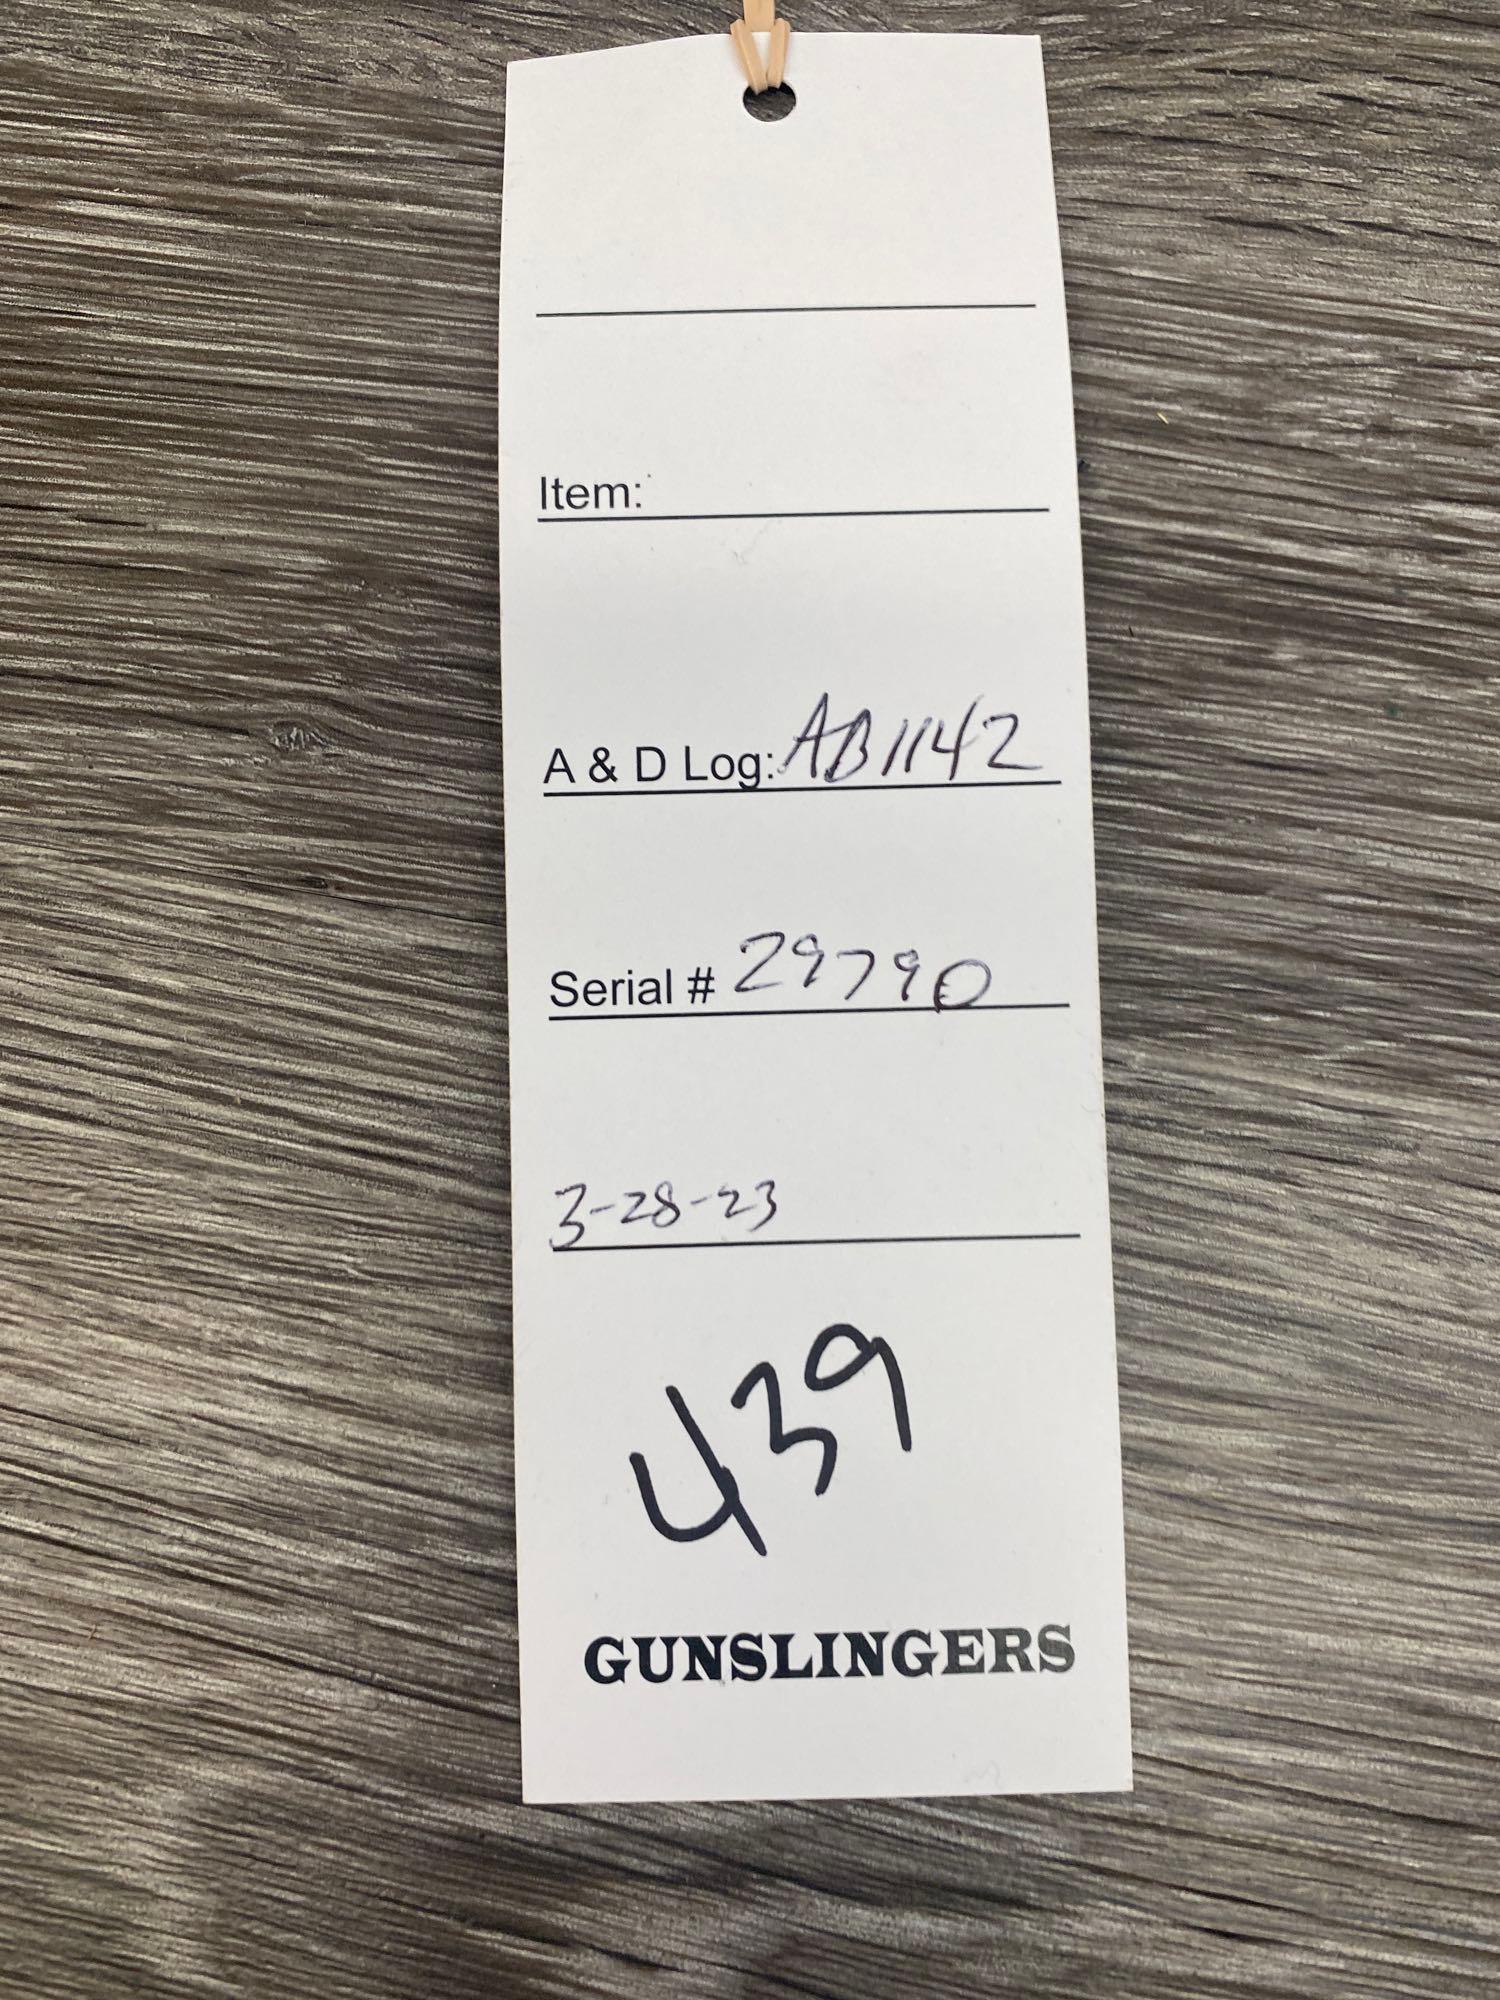 Item:
A & D Log: AB1142
Serial # 29790
3-28-23
439
GUNSLINGERS